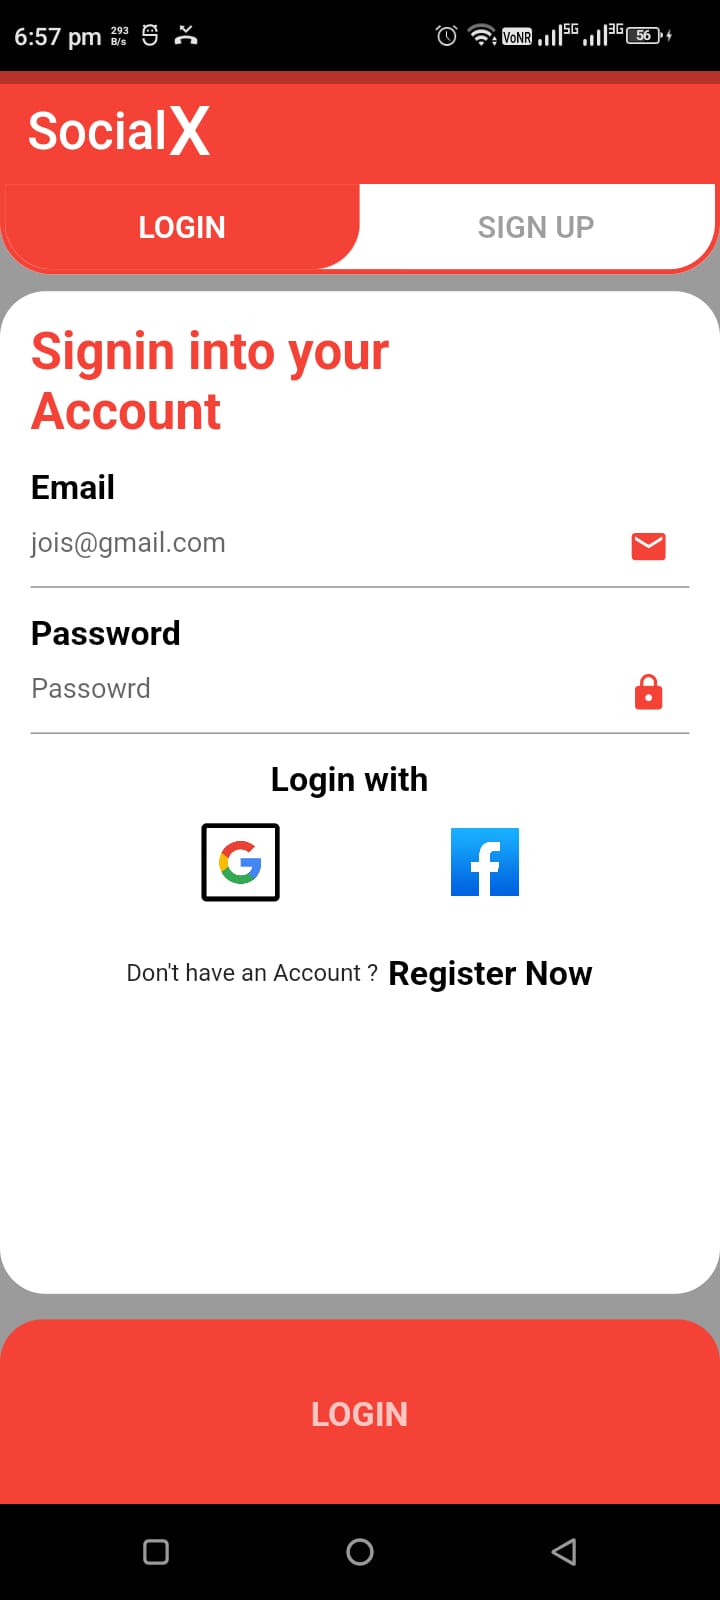 6:57 pm 293 B/s VoNR 5G 3G 56
SocialX
LOGIN SIGN UP
Signin into your
Account
Email
jois@gmail.com
Password
Passowrd
Login with
Don't have an Account ? Register Now
LOGIN